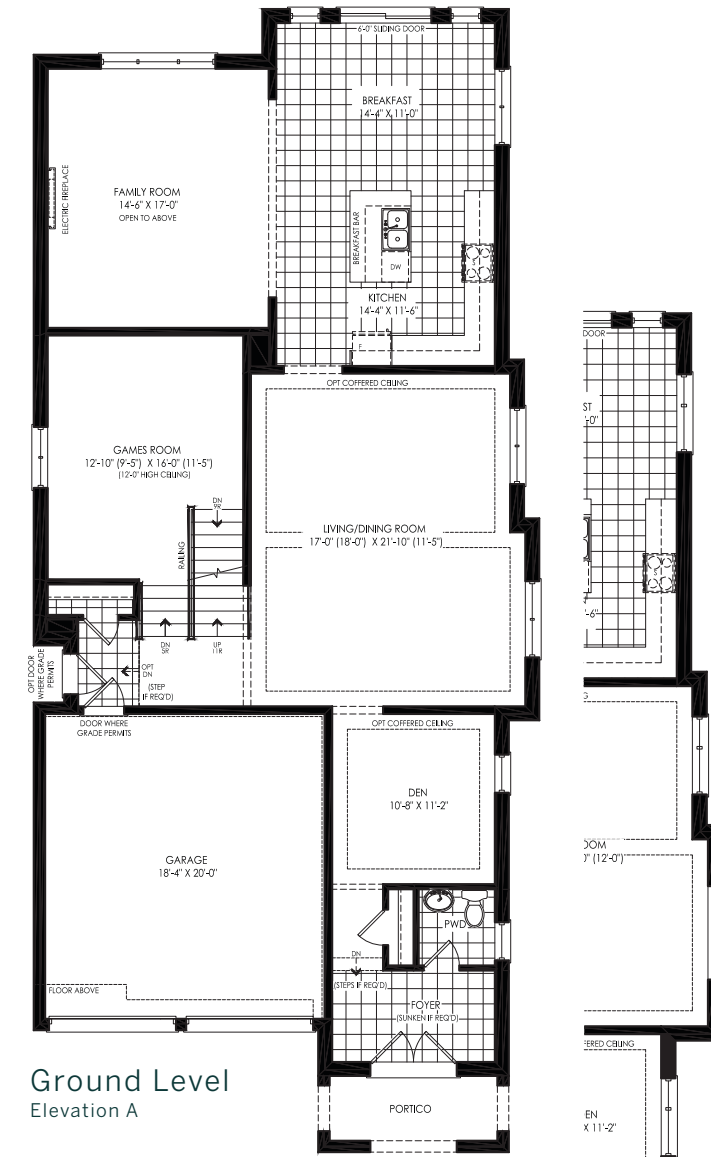 6'-0" SLIDING DOOR
BREAKFAST
14'-4" X 11'-0"
FAMILY ROOM
14'-6" X 17'-0"
OPEN TO ABOVE
ELECTRIC FIREPLACE
BREAKFAST BAR
DW
S
KITCHEN
14'-4" X 11'-6"
F
OPT COFFERED CEILING
GAMES ROOM
12'-10" (9'-5") X 16'-0" (11'-5")
(12'-0" HIGH CEILING)
DN
9R
RAILING
LIVING/DINING ROOM
17'-0" (18'-0") X 21'-10" (11'-5")
DN
5R
UP
11R
OPT DOOR
WHERE GRADE
PERMITS
OPT
DN
(STEP
IF REQ'D)
DOOR WHERE
GRADE PERMITS
OPT COFFERED CEILING
DEN
10'-8" X 11'-2"
GARAGE
18'-4" X 20'-0"
PWD
DN
(STEPS IF REQ'D)
FLOOR ABOVE
FOYER
(SUNKEN IF REQ'D)
PORTICO
Ground Level
Elevation A
DOOR
ST
'-0"
S
'-6"
G
OOM
0" (12'-0")
FERED CEILING
EN
X 11'-2"